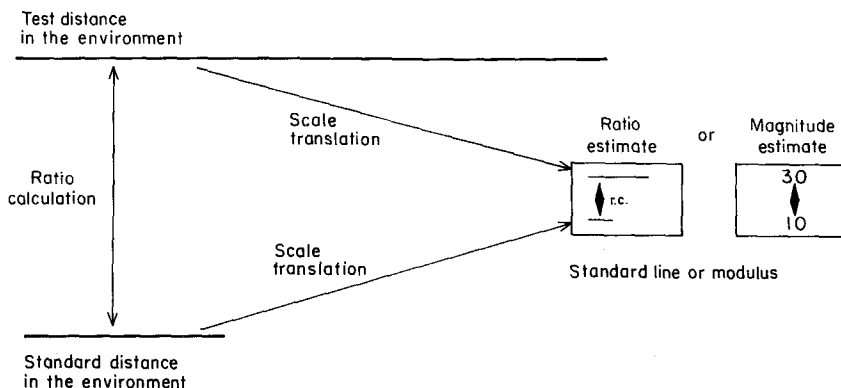 Test distance
in the environment
Scale
translation
Ratio
estimate
or
Magnitude
estimate
Ratio
calculation
30
r.c.
10
Scale
translation
Standard line or modulus
Standard distance
in the environment